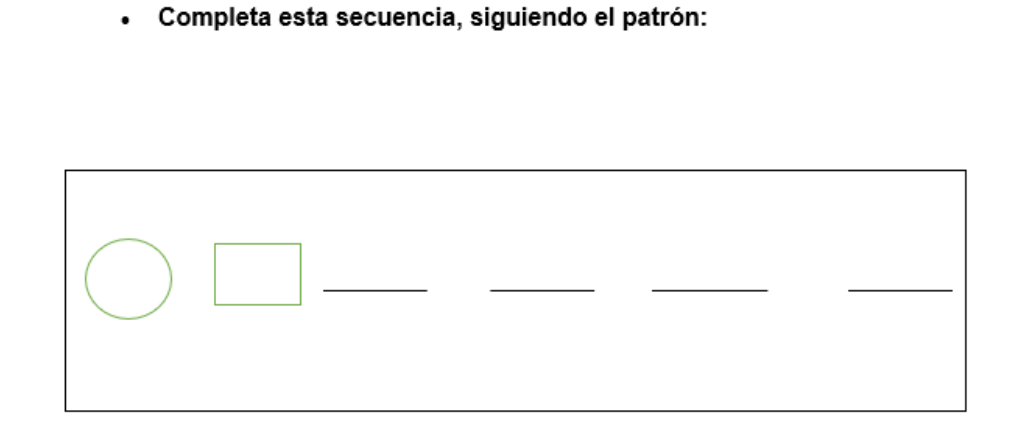 • Completa esta secuencia, siguiendo el patrón: